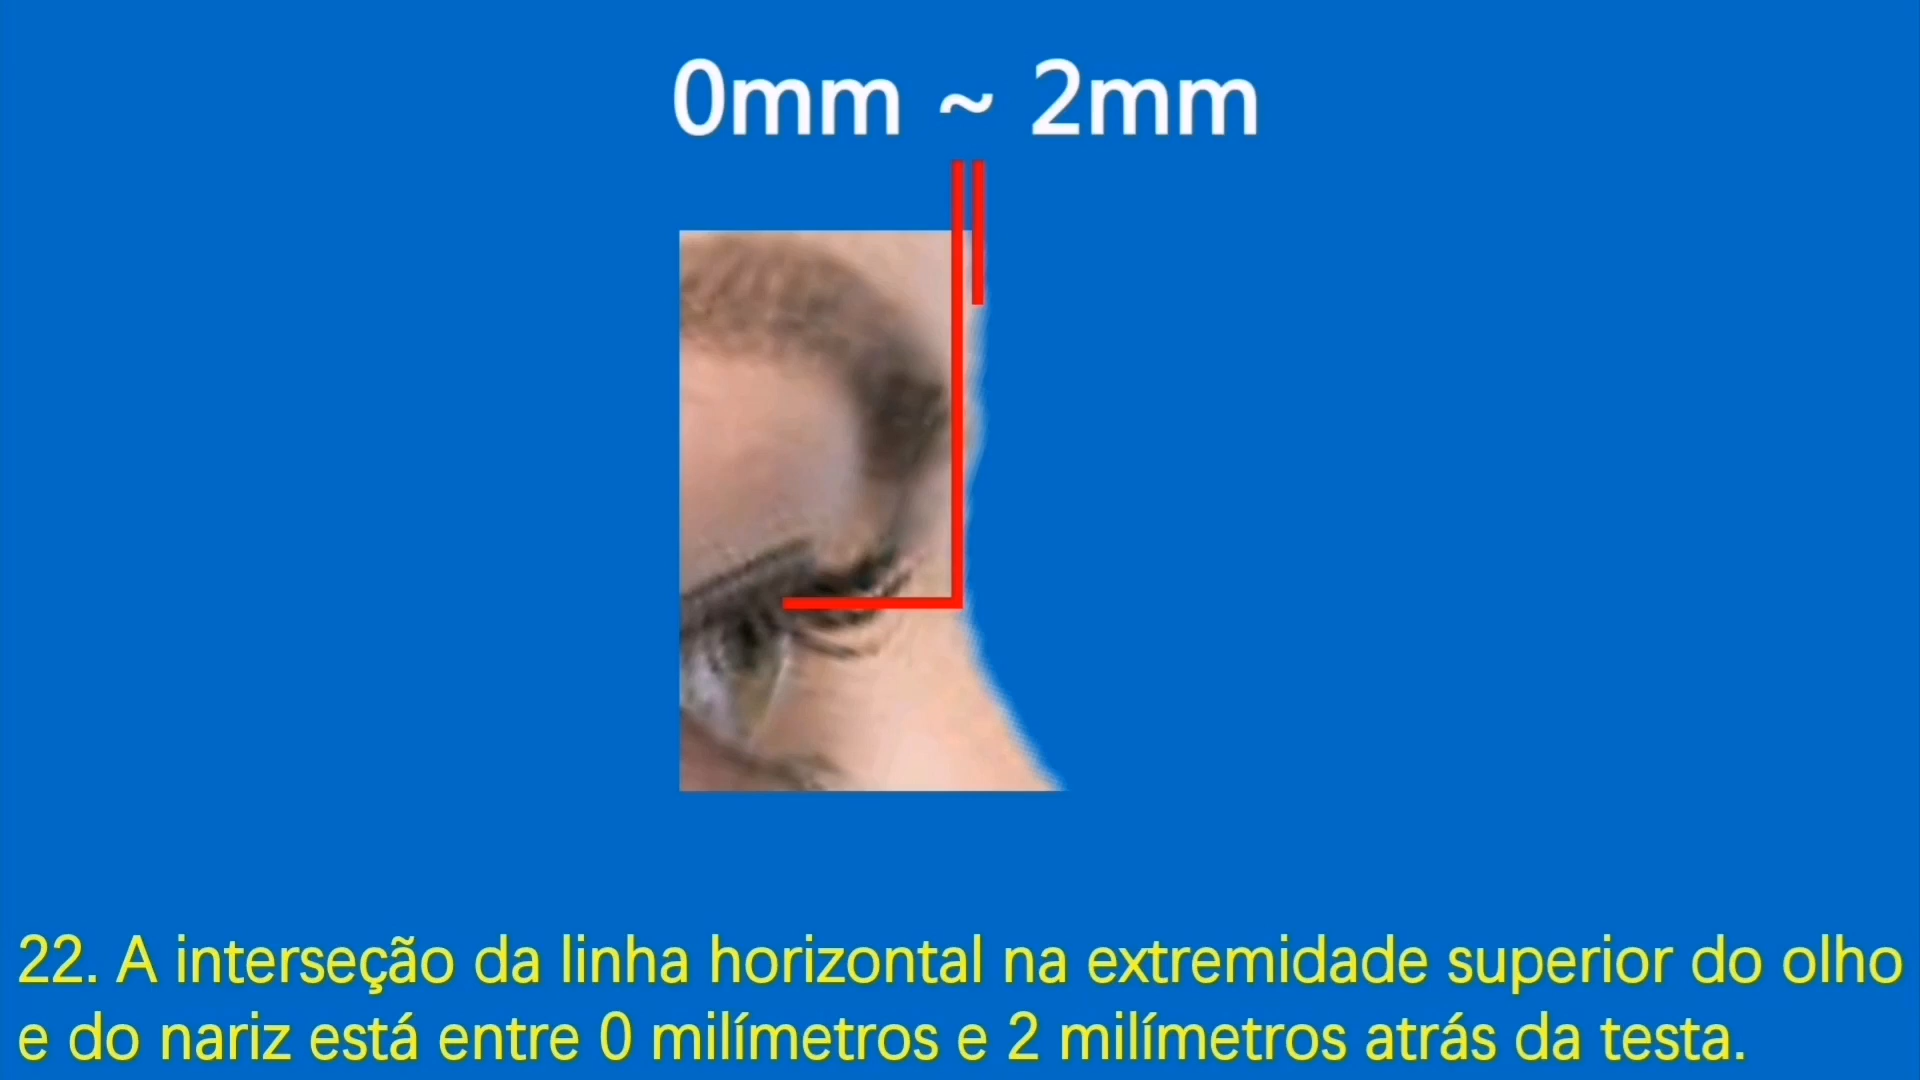 0mm ~ 2mm
22. A interseção da linha horizontal na extremidade superior do olho
e do nariz está entre 0 milímetros e 2 milímetros atrás da testa.